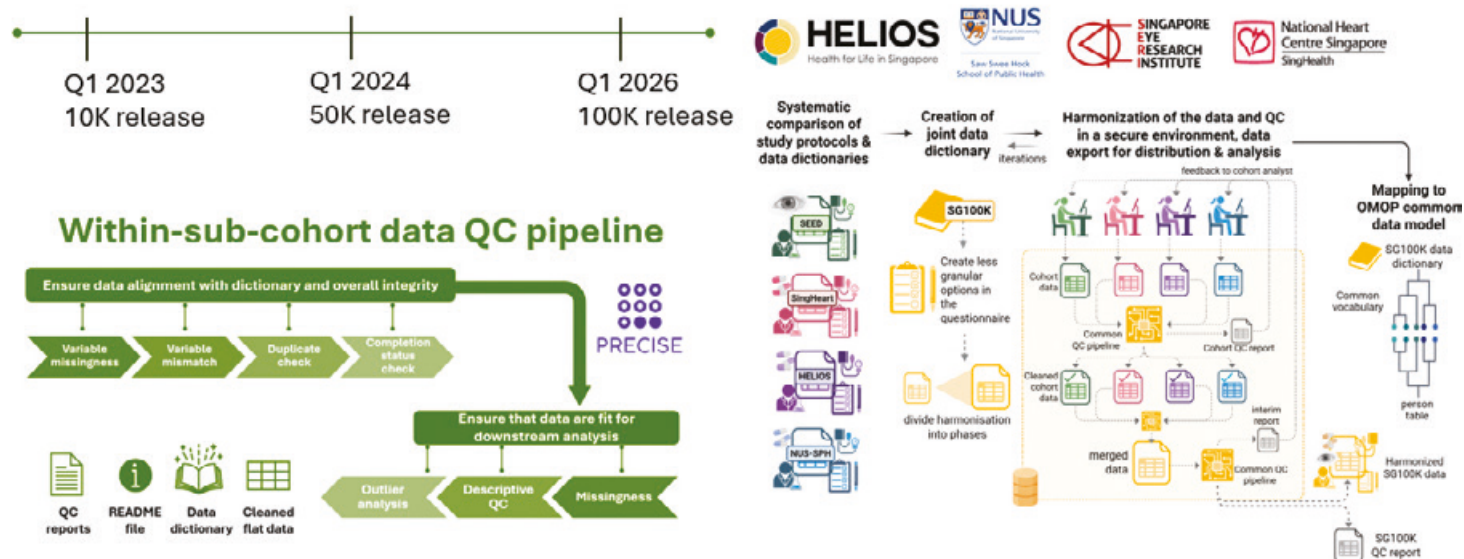 Q1 2023
10K release
Q1 2024
50K release
Q1 2026
100K release
Within-sub-cohort data QC pipeline
Ensure data alignment with dictionary and overall integrity
Variable
missingness
Variable
mismatch
Duplicate
check
Completion
status
check
PRECISE
Ensure that data are fit for
downstream analysis
Outlier
analysis
Descriptive
QC
Missingness
QC
reports
README
file
Data
dictionary
Cleaned
flat data
HELIOS
Health for Life in Singapore
NUS
National University
of Singapore
Saw Swee Hock
School of Public Health
SINGAPORE
EYE
RESEARCH
INSTITUTE
National Heart
Centre Singapore
SingHealth
Systematic
comparison of
study protocols &
data dictionaries
Creation of
joint data
dictionary
iterations
Harmonization of the data and QC
in a secure environment, data
export for distribution & analysis
feedback to cohort analyst
Mapping to
OMOP common
data model
SEED
SingHeart
HELIOS
NUS-SPH
SG100K
Create less
granular
options in
the
questionnaire
divide harmonisation
into phases
Cohort
data
Common
QC pipeline
Cohort QC report
Cleaned
cohort
data
interim
report
merged
data
Common QC
pipeline
SG100K data
dictionary
Common
vocabulary
person
table
Harmonized
SG100K data
SG100K
QC report